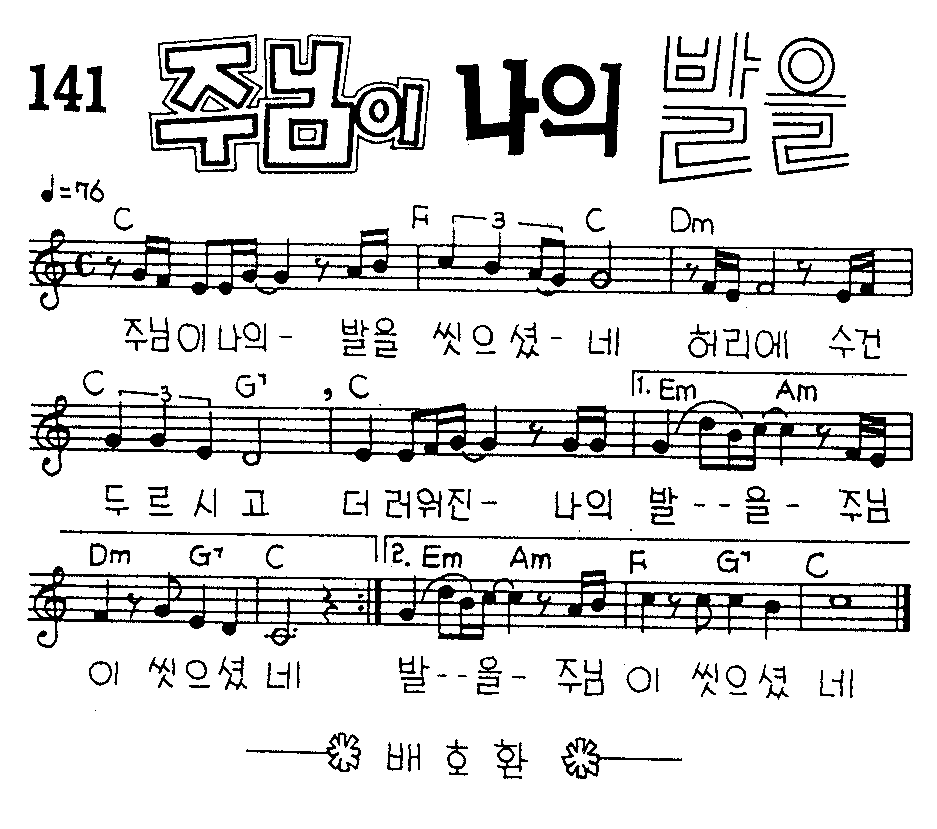 141 주님이 나의 발을
♩=76
C F 3 C Dm
주님이 나의- 발을 씻으셨- 네 허리에 수건
C 3 G7 , C 1. Em Am
두르시고 더러워진- 나의 발--을- 주님
Dm G7 C 2. Em Am F G7 C
이 씻으셨네 발--을- 주님이 씻으셨네
배호환